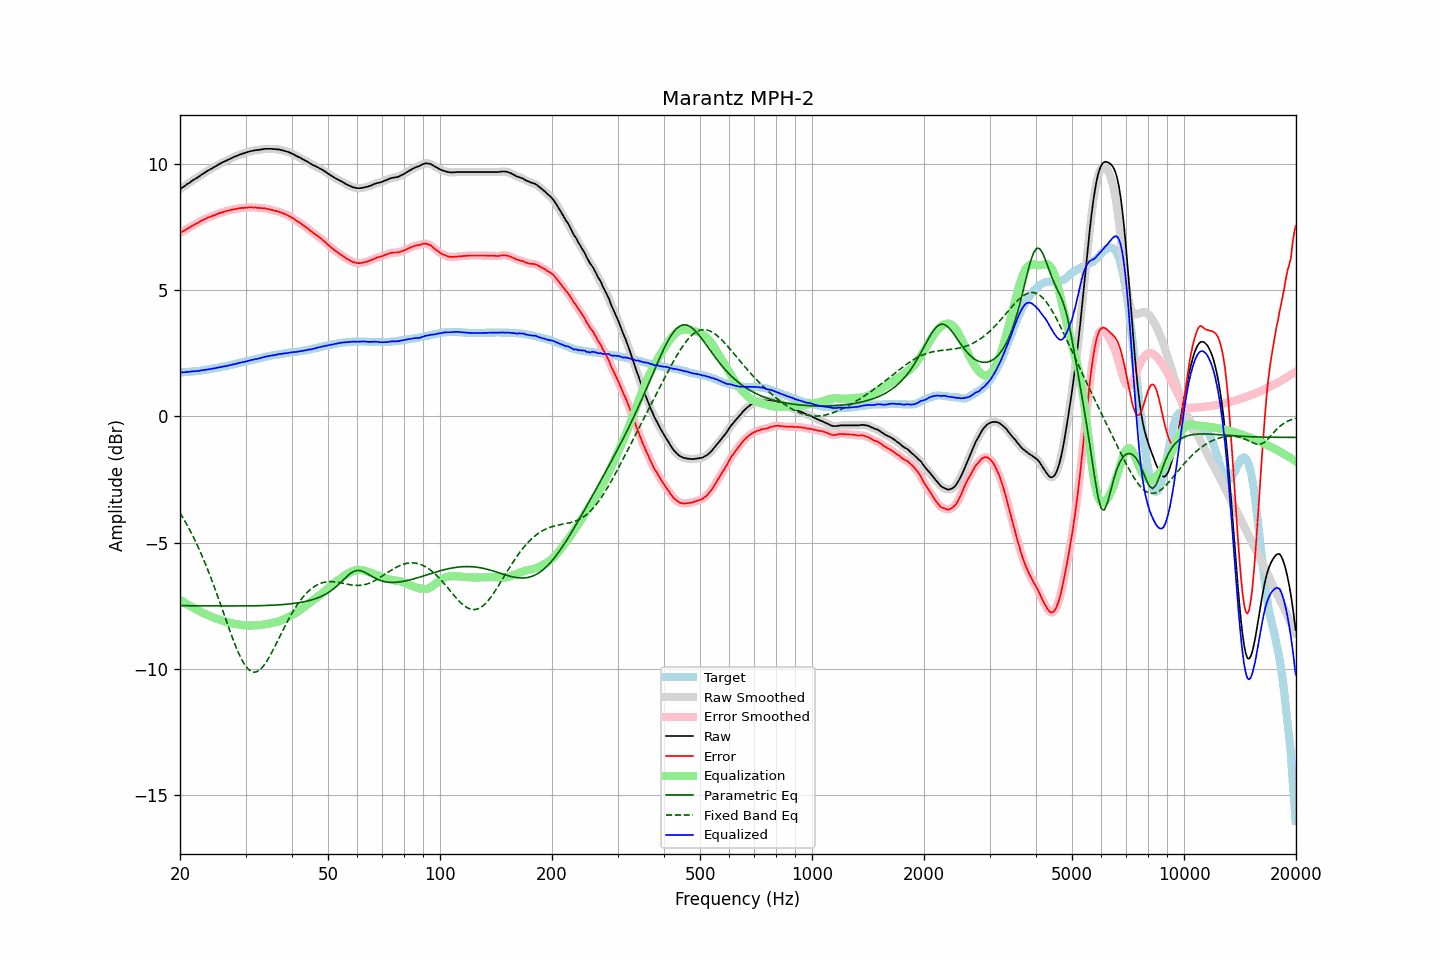 Marantz MPH-2
Amplitude (dBr)
10
5
0
−5
−10
−15
Target
Raw Smoothed
Error Smoothed
Raw
Error
Equalization
Parametric Eq
Fixed Band Eq
Equalized
20
50
100
200
500
1000
2000
5000
10000
20000
Frequency (Hz)